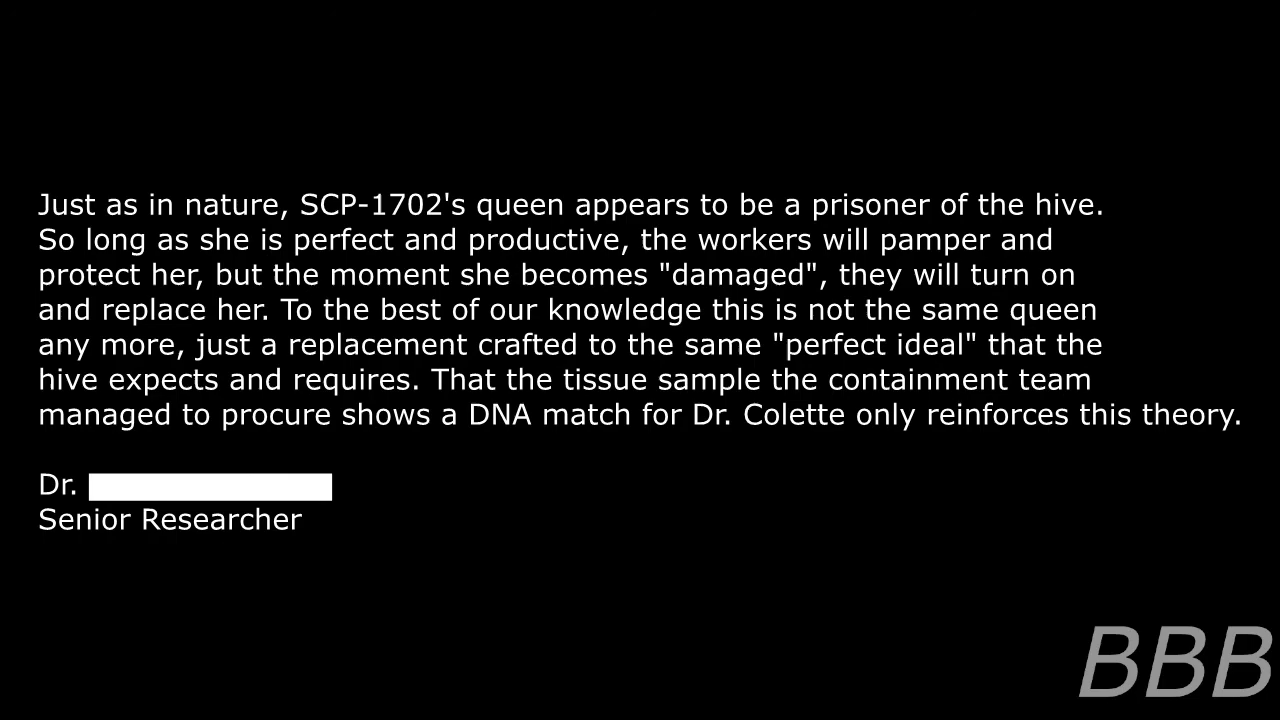 Just as in nature, SCP-1702's queen appears to be a prisoner of the hive.
So long as she is perfect and productive, the workers will pamper and
protect her, but the moment she becomes "damaged", they will turn on
and replace her. To the best of our knowledge this is not the same queen
any more, just a replacement crafted to the same "perfect ideal" that the
hive expects and requires. That the tissue sample the containment team
managed to procure shows a DNA match for Dr. Colette only reinforces this theory.
Dr.
Senior Researcher
BBB